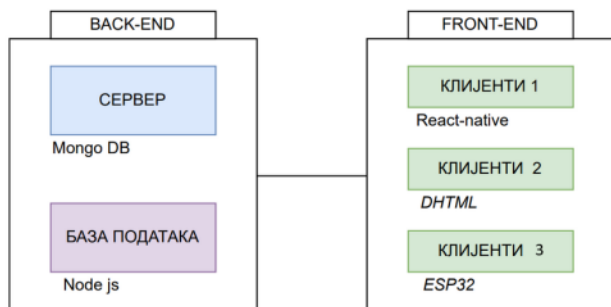 BACK-END
СЕРВЕР
Mongo DB
БАЗА ПОДАТАКА
Node js
FRONT-END
КЛИЈЕНТИ 1
React-native
КЛИЈЕНТИ 2
DHTML
КЛИЈЕНТИ 3
ESP32